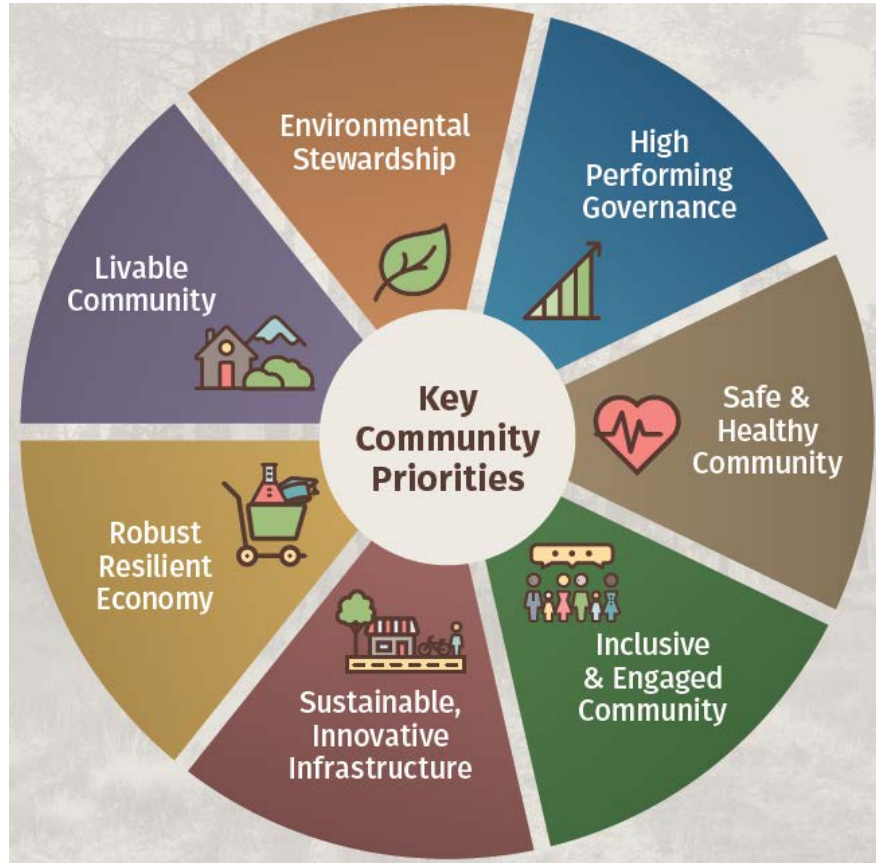 Environmental
Stewardship
High
Performing
Governance
Safe &
Healthy
Community
Inclusive
& Engaged
Community
Sustainable,
Innovative
Infrastructure
Robust
Resilient
Economy
Livable
Community
Key
Community
Priorities